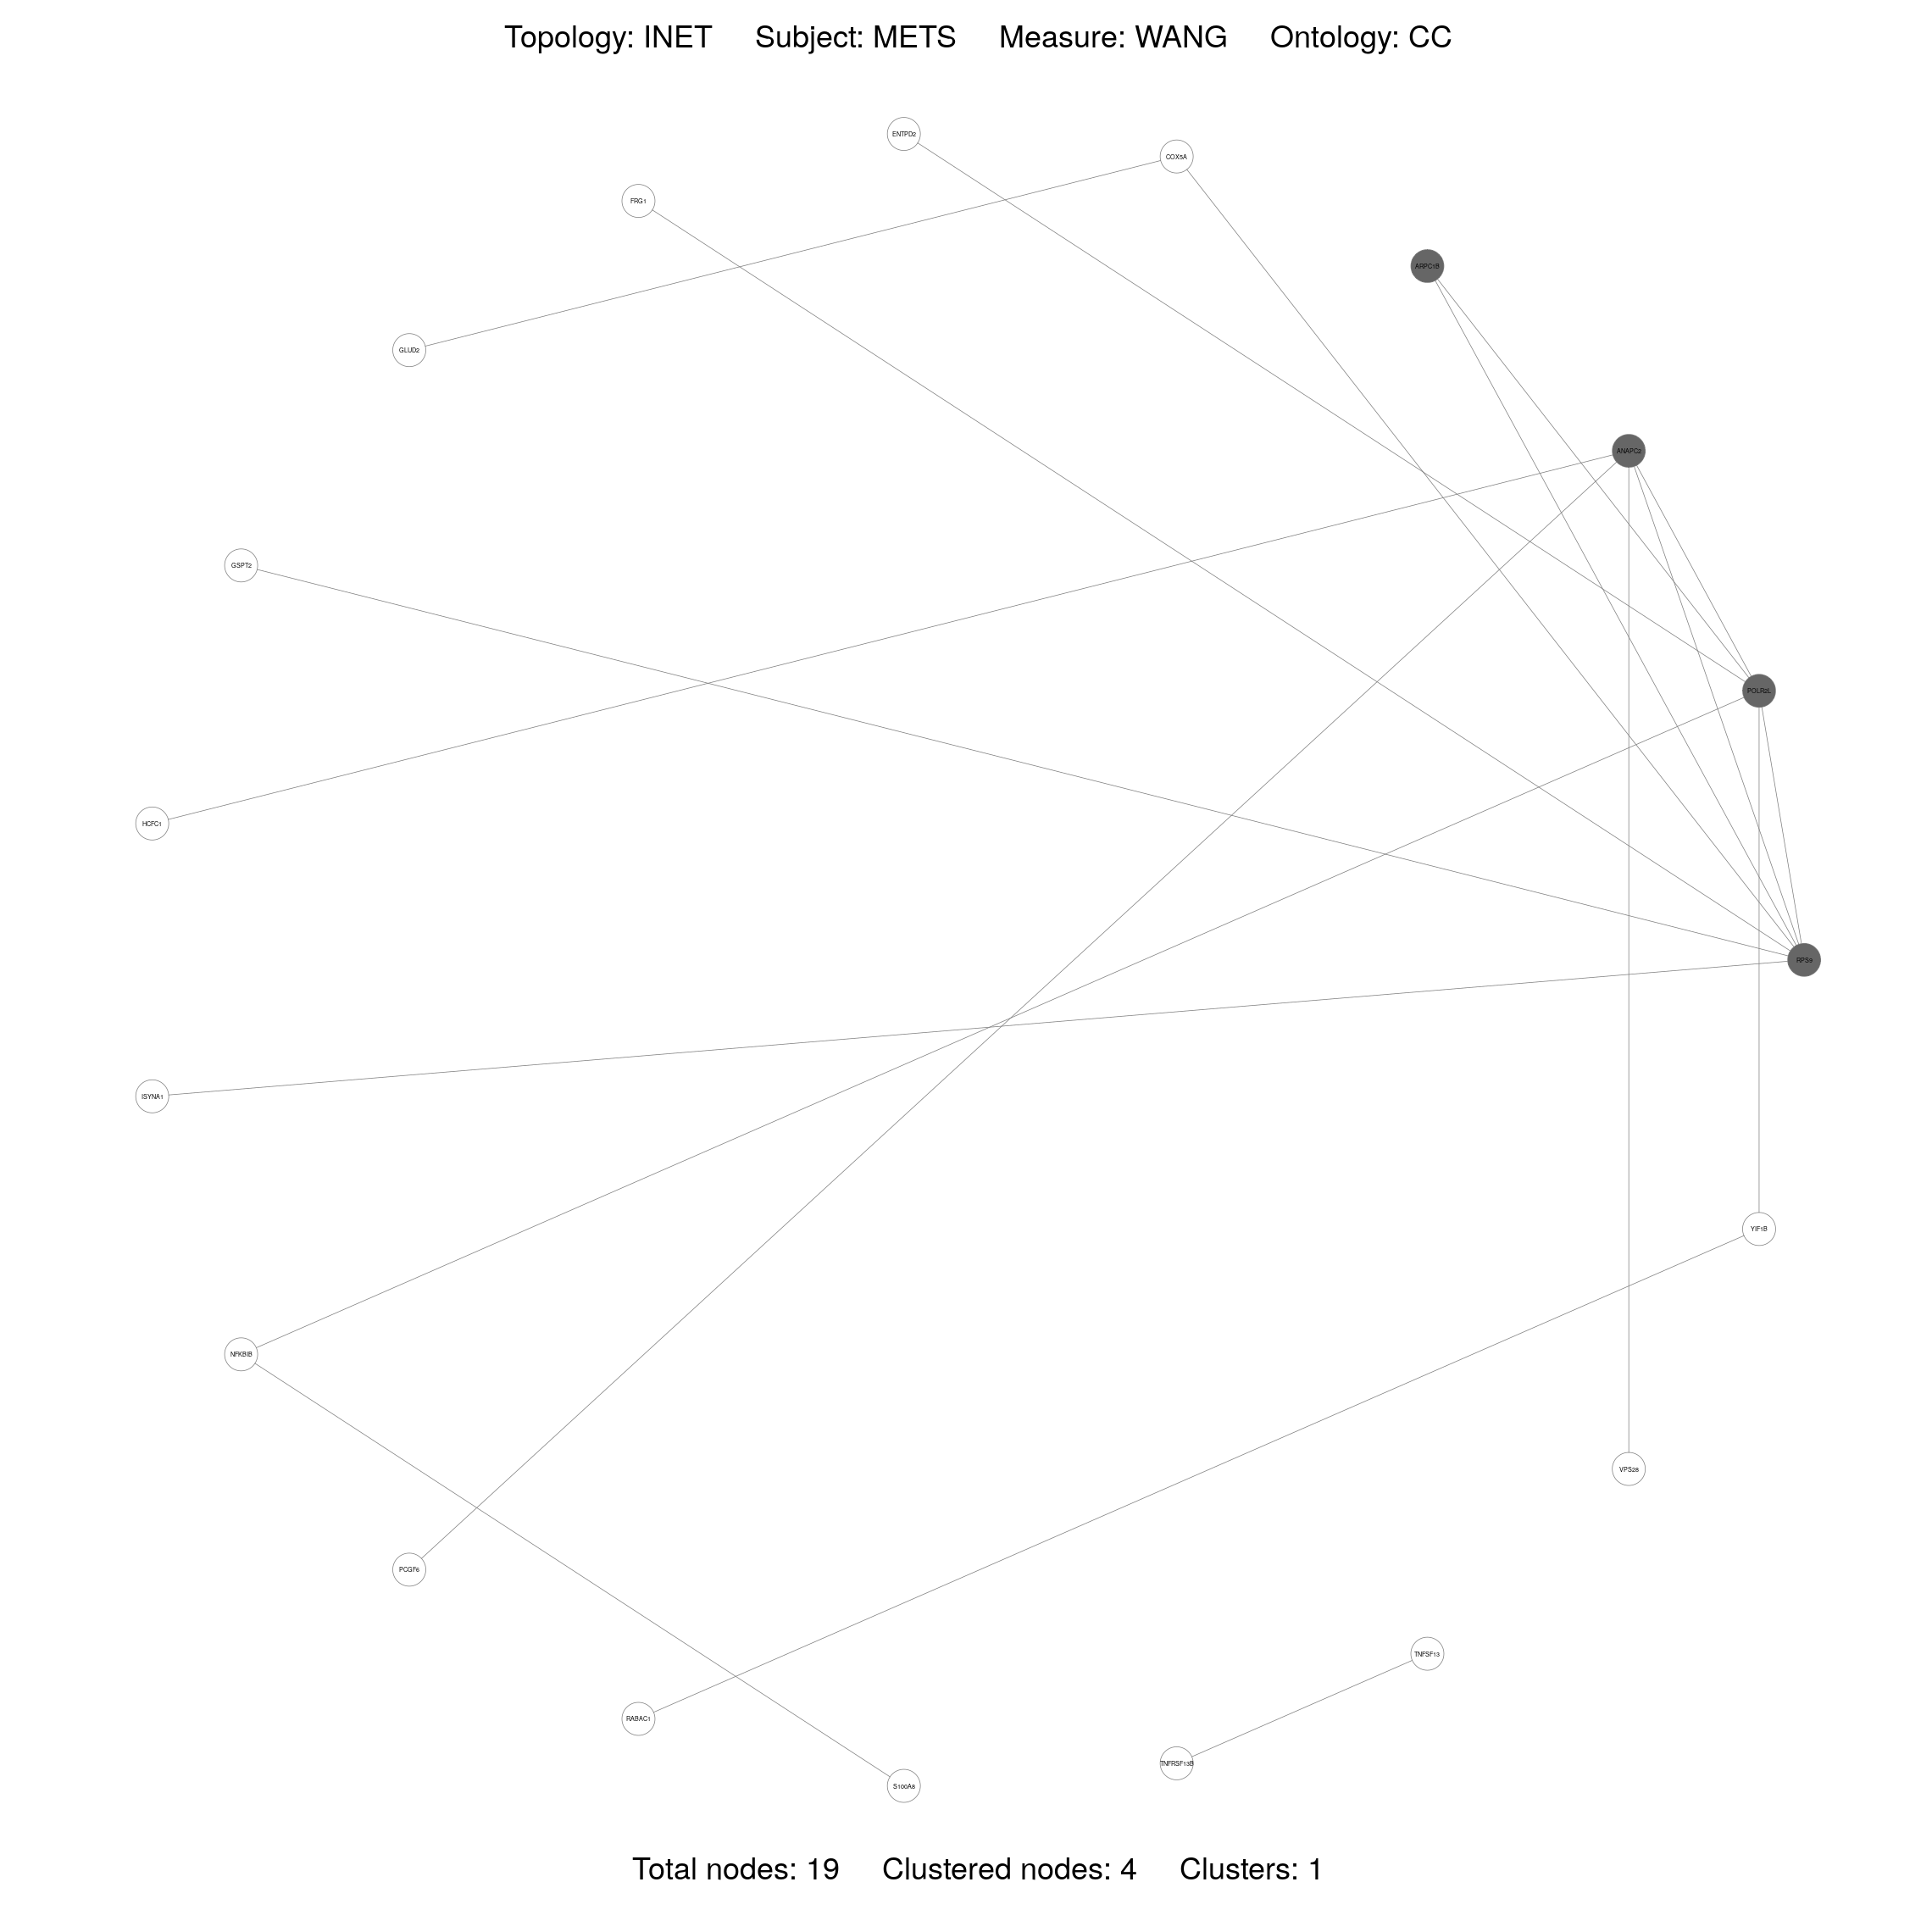 Topology: INET Subject: METS Measure: WANG Ontology: CC
ENTPD2
COX5A
FRG1
ARPC1B
GLUD2
ANAPC2
GSPT2
POLR2L
HCFC1
RPS9
ISYNA1
YIF1B
NFKBIB
VPS28
PCGF6
TNFSF13
RABAC1
TNFRSF13B
S100A8
Total nodes: 19 Clustered nodes: 4 Clusters: 1